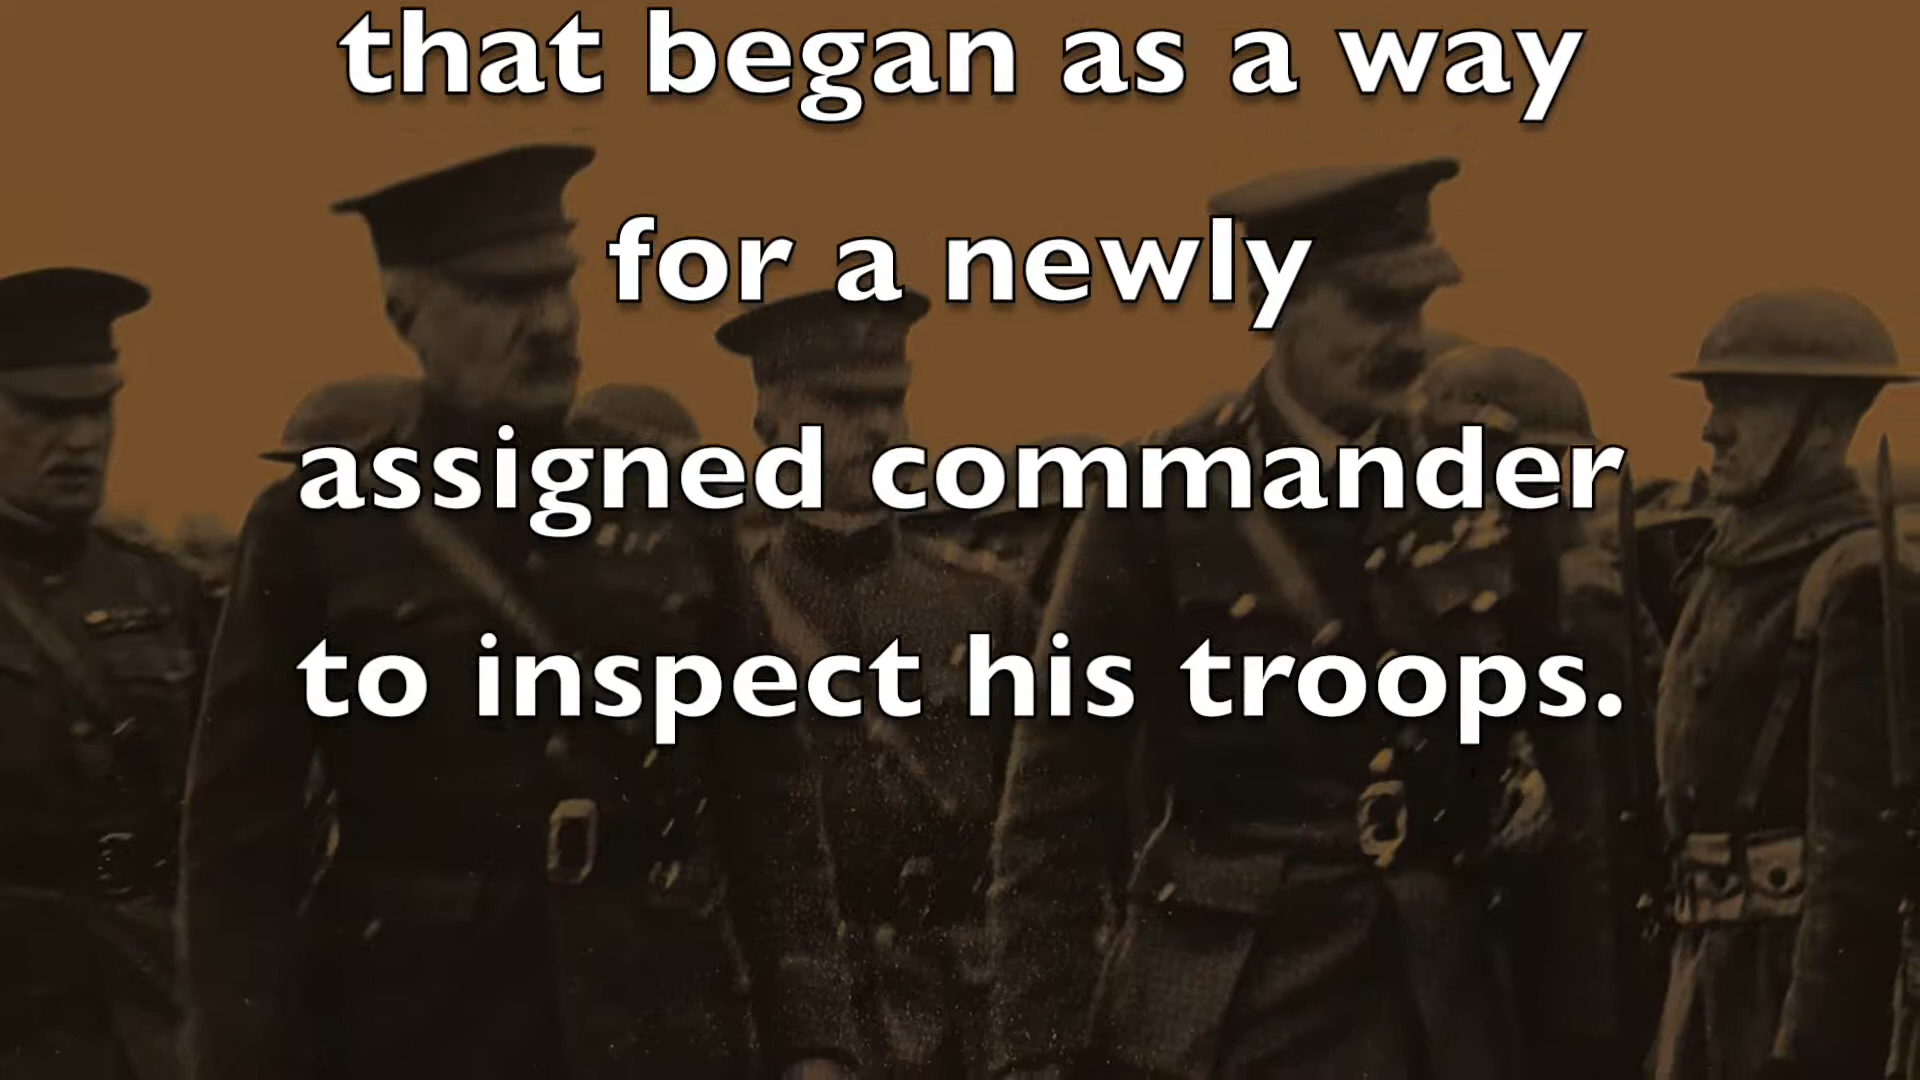 that began as a way
for a newly
assigned commander
to inspect his troops.